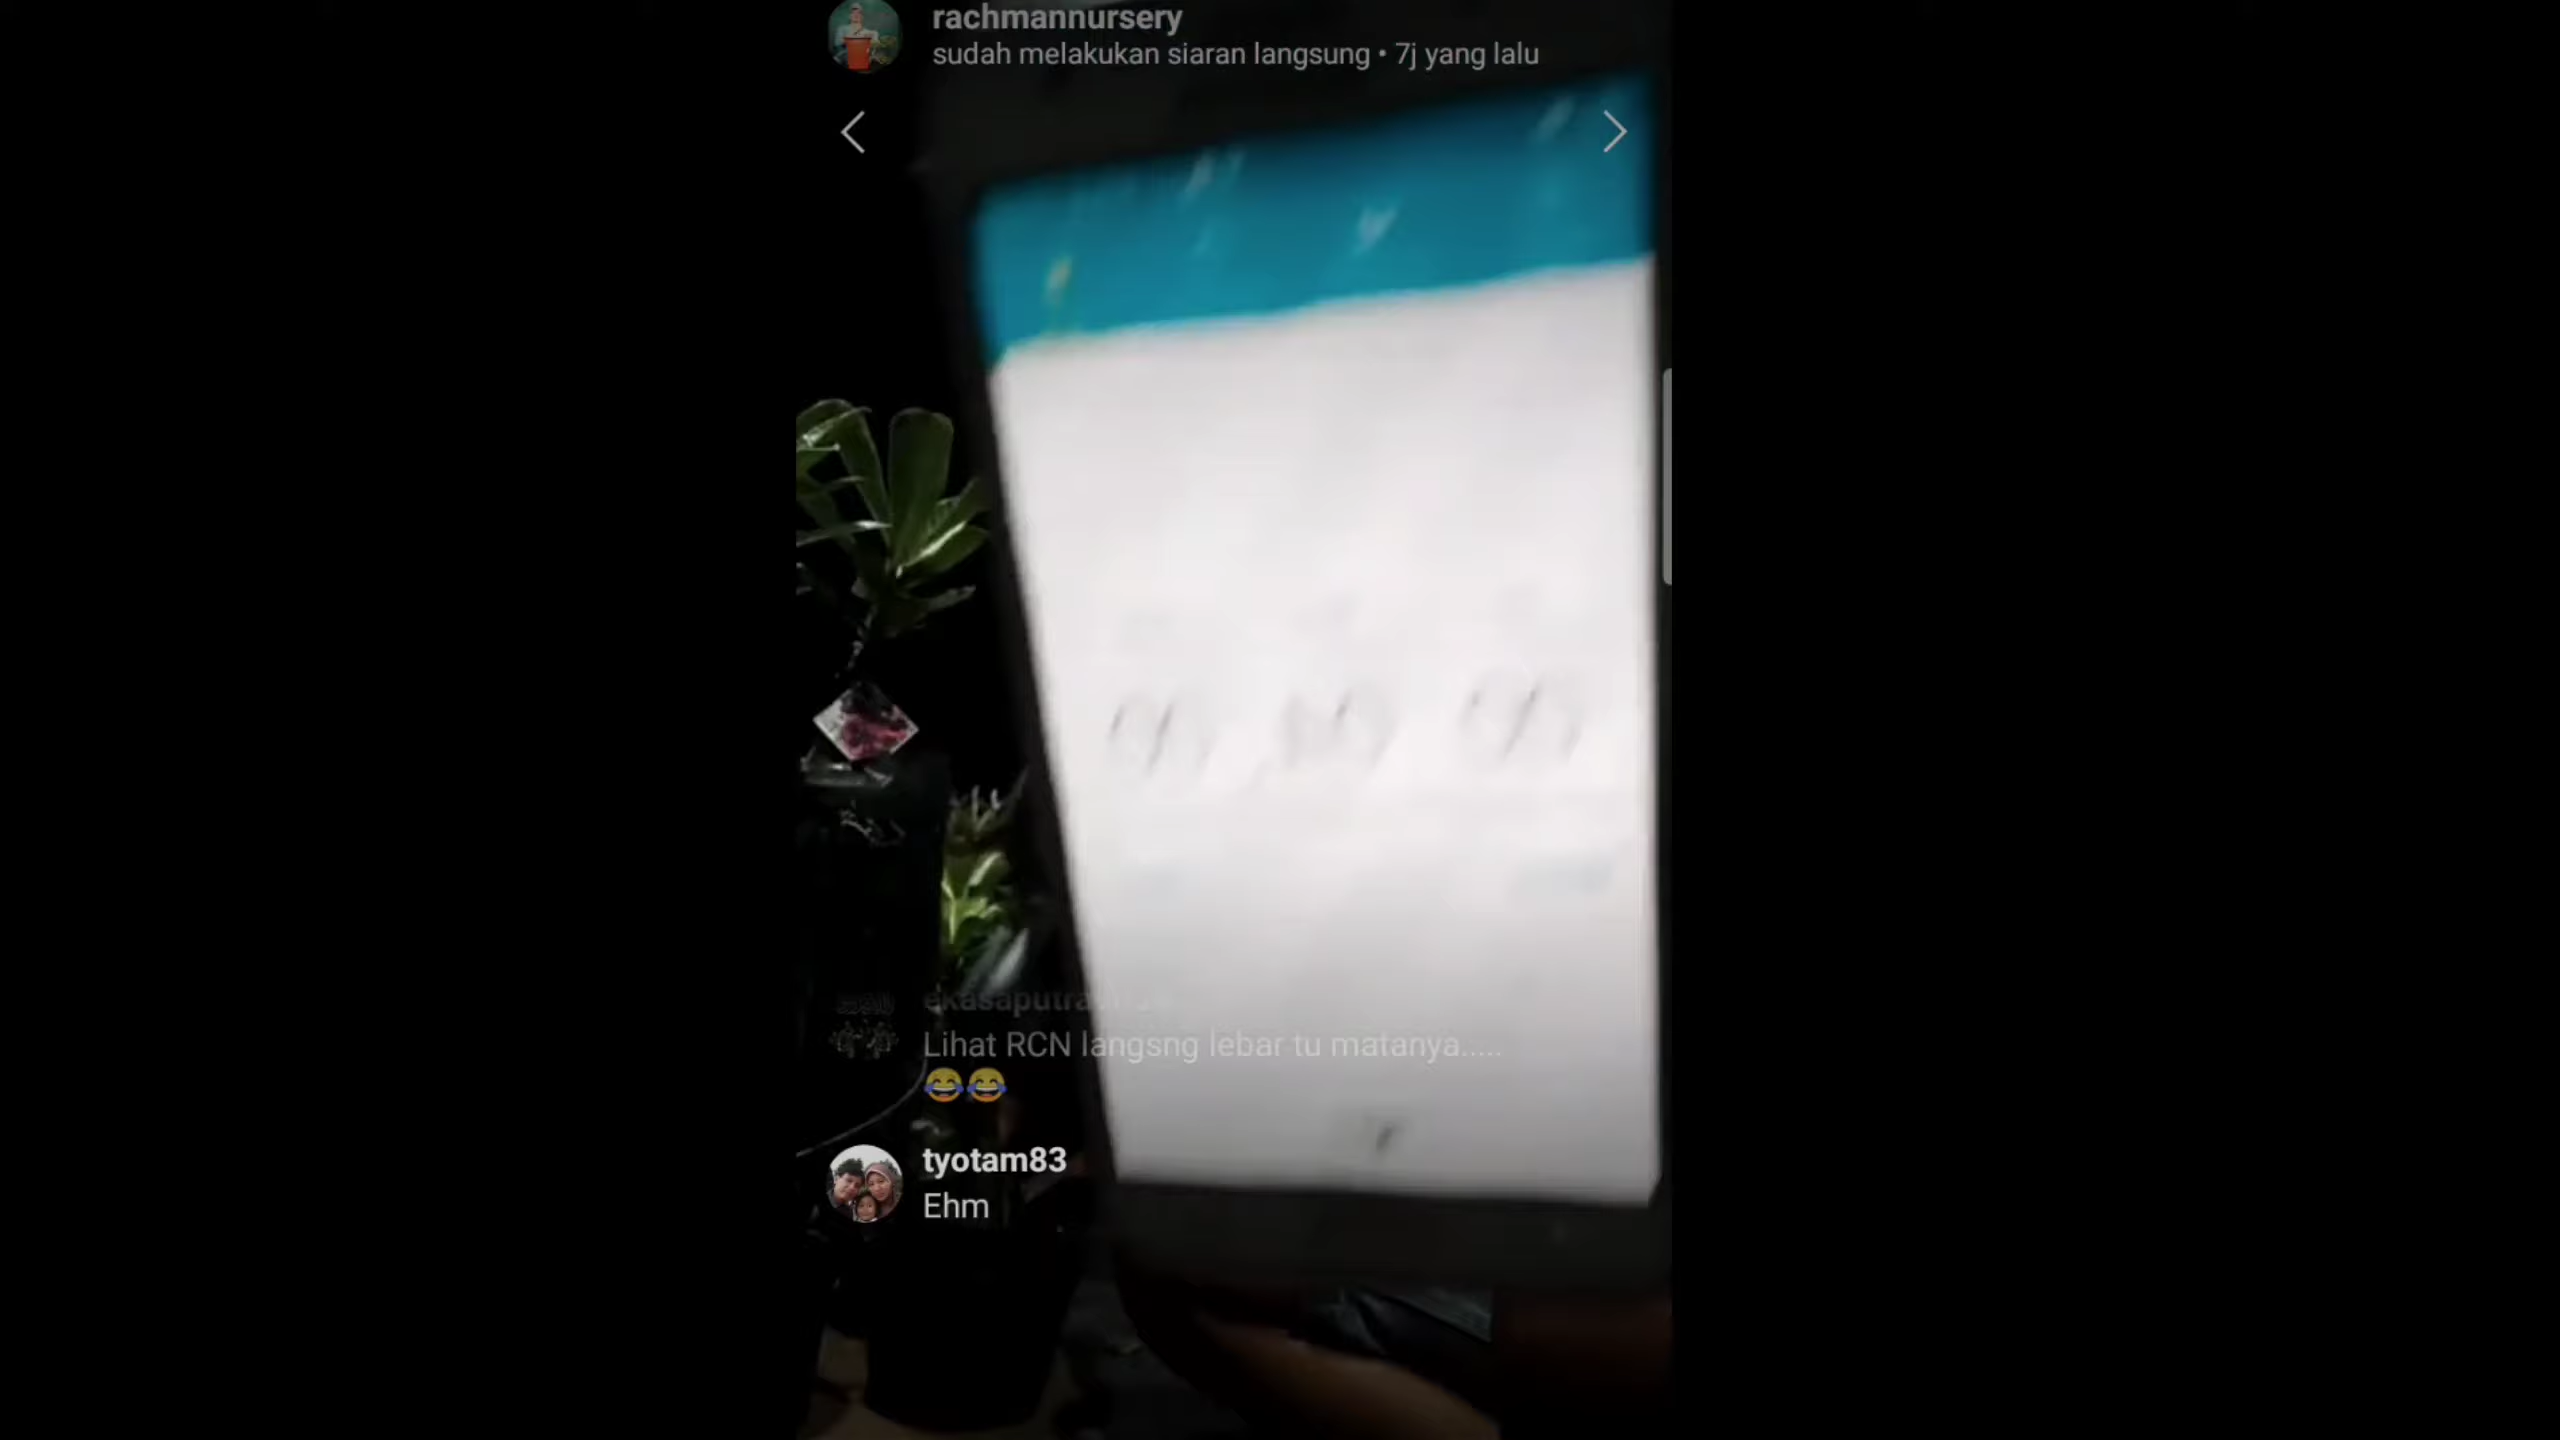 rachmannursery
sudah melakukan siaran langsung • 7j yang lalu
Lihat RCN langsng lebar tu matanya.....
😂😂
tyotam83
Ehm